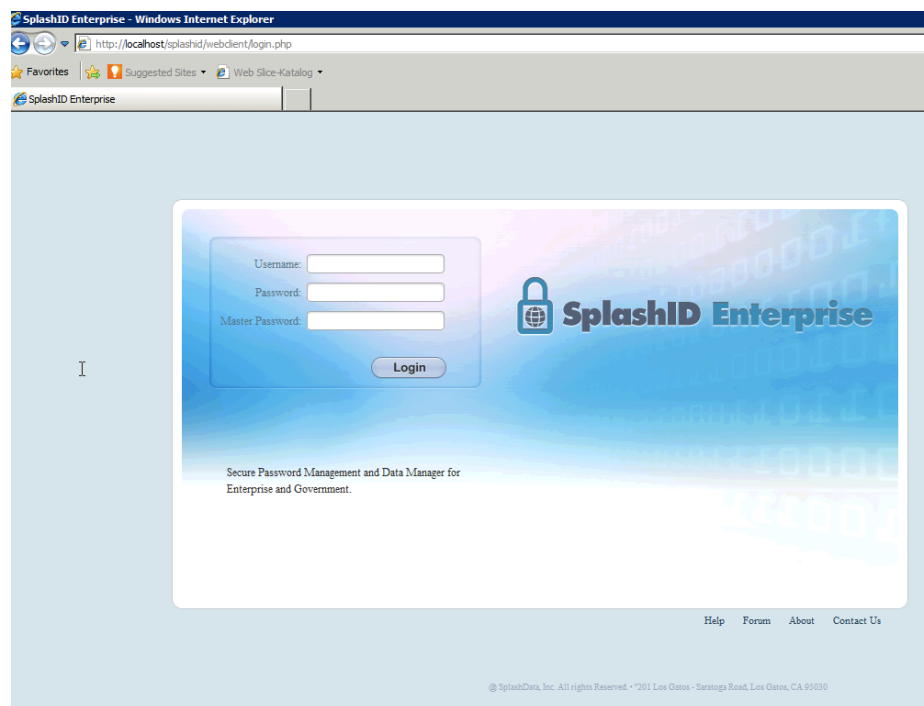 SplashID Enterprise - Windows Internet Explorer
http://localhost/splashid/webclient/login.php
Favorites Suggested Sites Web Slice-Katalog
SplashID Enterprise
Username:
Password:
Master Password:
Login
SplashID Enterprise
Secure Password Management and Data Manager for
Enterprise and Government.
Help Forum About Contact Us
@ SplashData, Inc. All rights Reserved. • "201 Los Gatos - Saratoga Road, Los Gatos, CA 95030